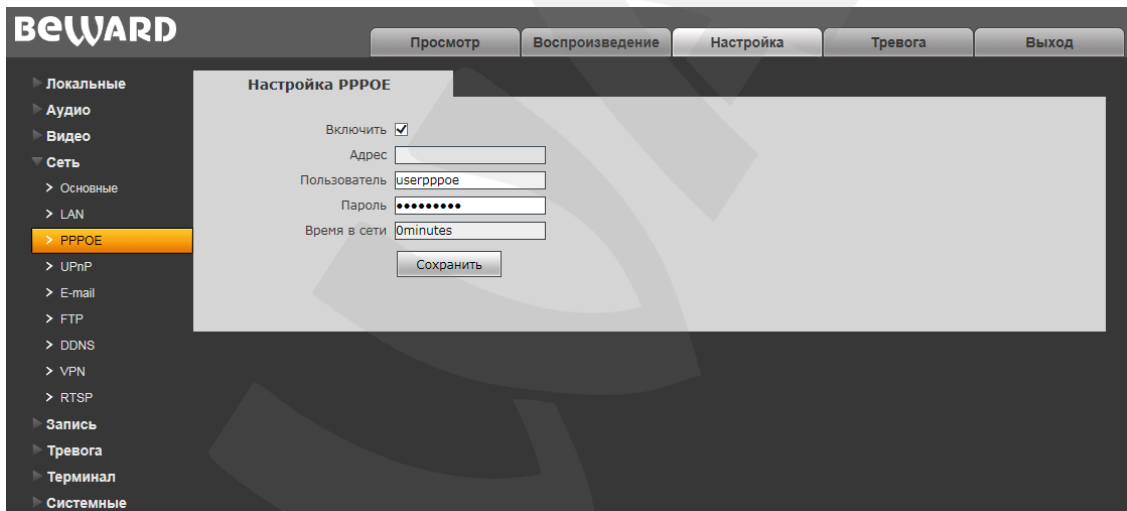 BEWARD
Просмотр
Воспроизведение
Настройка
Тревога
Выход
Локальные
Аудио
Видео
Сеть
Основные
LAN
PPPOE
UPnP
E-mail
FTP
DDNS
VPN
RTSP
Запись
Тревога
Терминал
Системные
Настройка PPPOE
Включить
Адрес
Пользователь userpppoe
Пароль •••••••••
Время в сети 0minutes
Сохранить